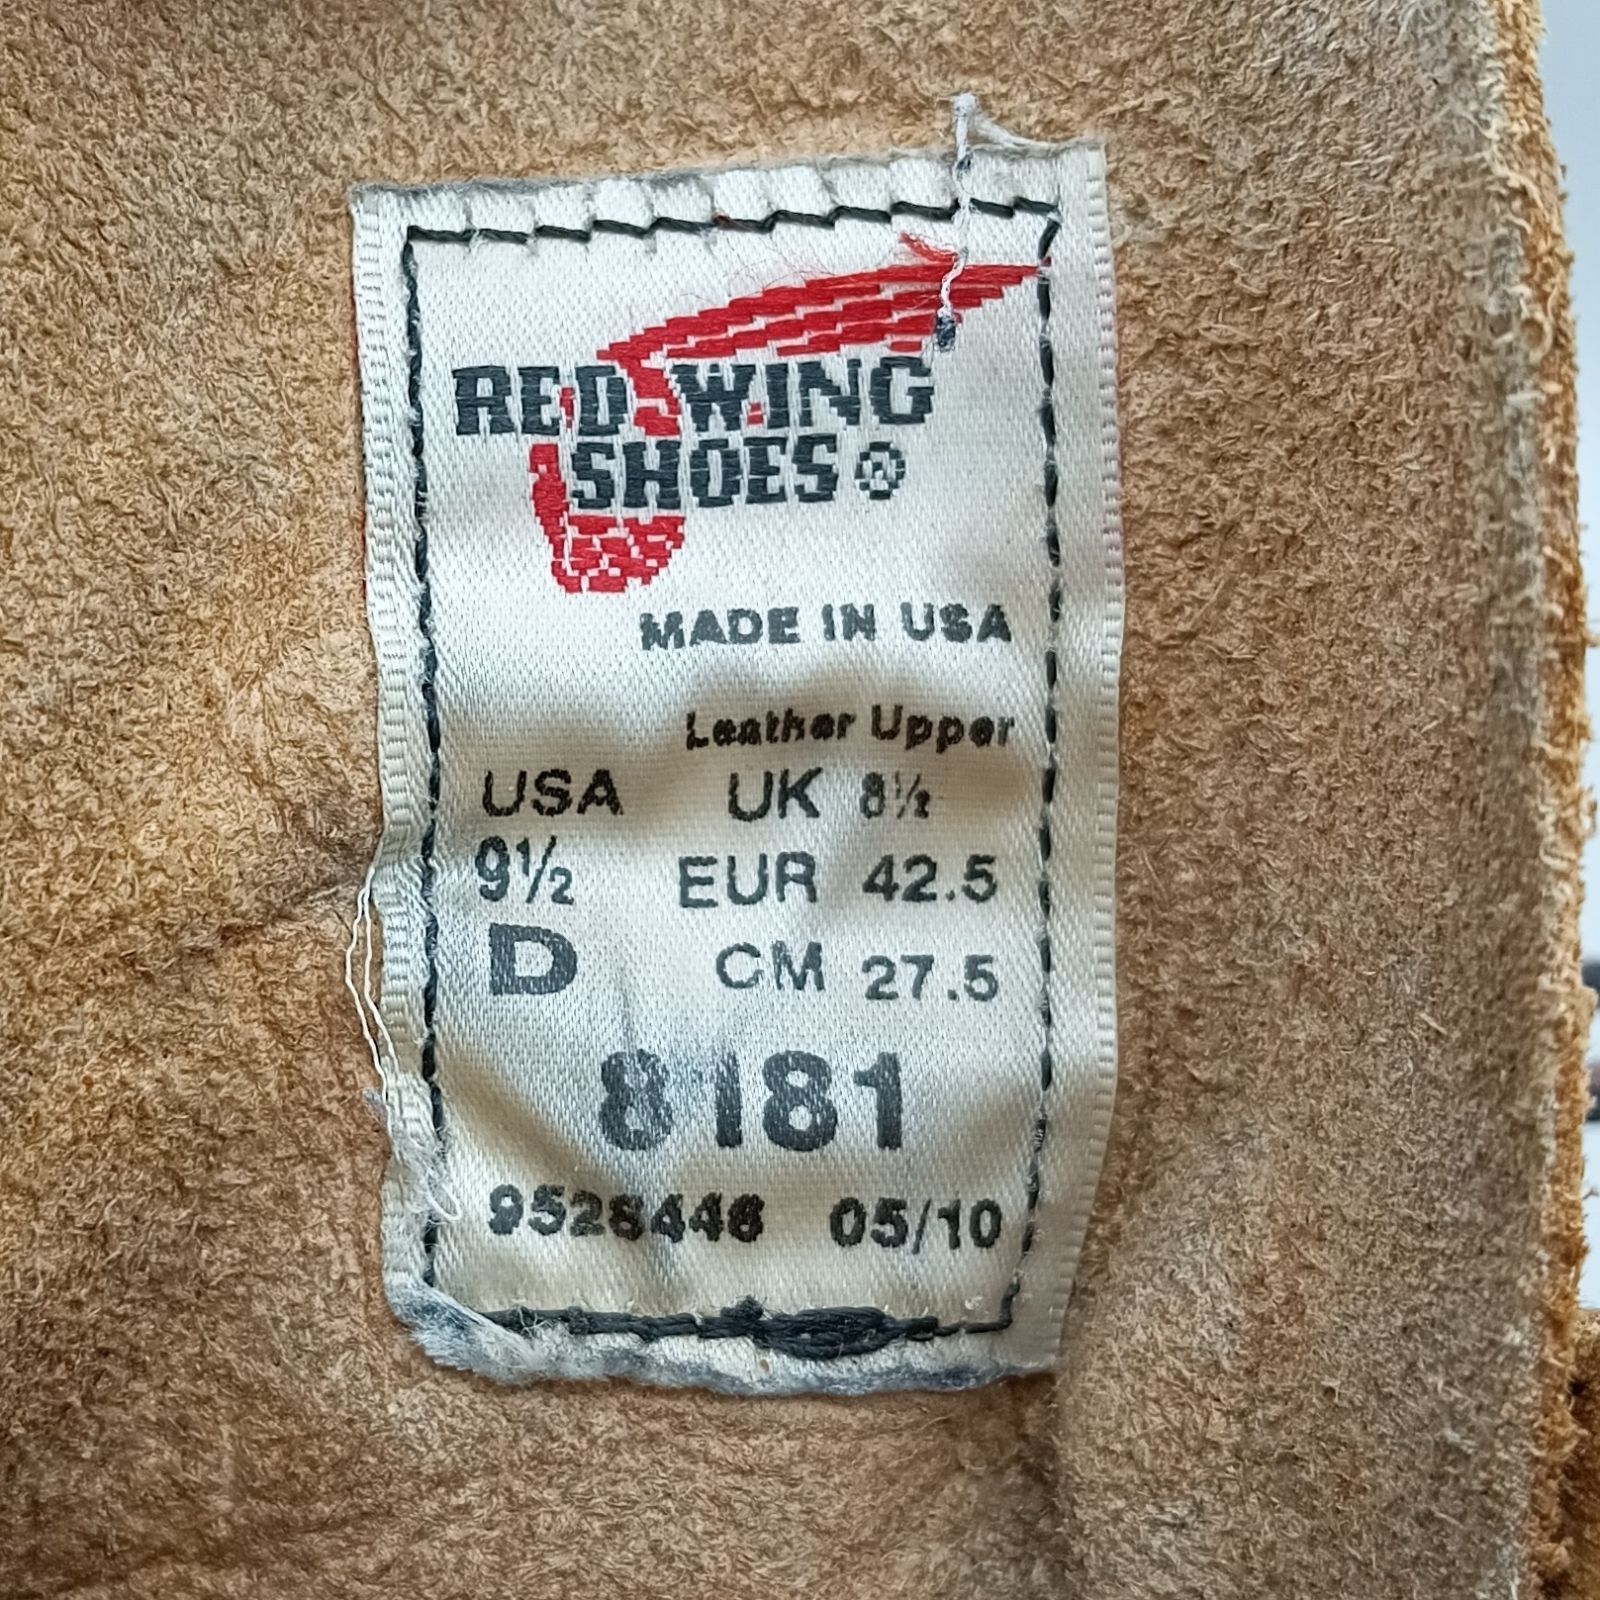 RED WING
SHOES®
MADE IN USA
Leather Upper
USA UK 8½
9½ EUR 42.5
D CM 27.5
8181
9528446 05/10